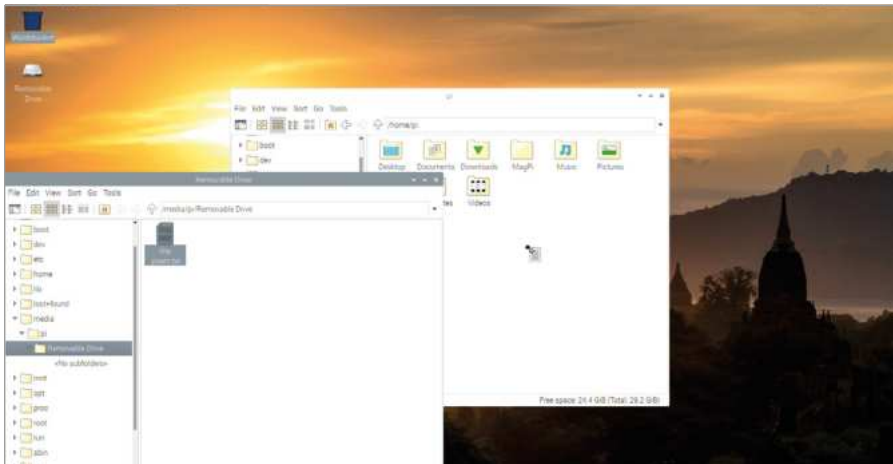 Wastebasket
Removable
Drive
pi
File Edit View Sort Go Tools
/home/pi
boot
dev
Desktop Documents Downloads MagPi Music Pictures
Videos
Removable Drive
File Edit View Sort Go Tools
/media/pi/Removable Drive
boot
dev
etc
home
lib
lost+found
media
pi
Removable Drive
<No subfolders>
mnt
opt
proc
root
run
sbin
Free space: 24.4 GiB (Total: 28.2 GiB)